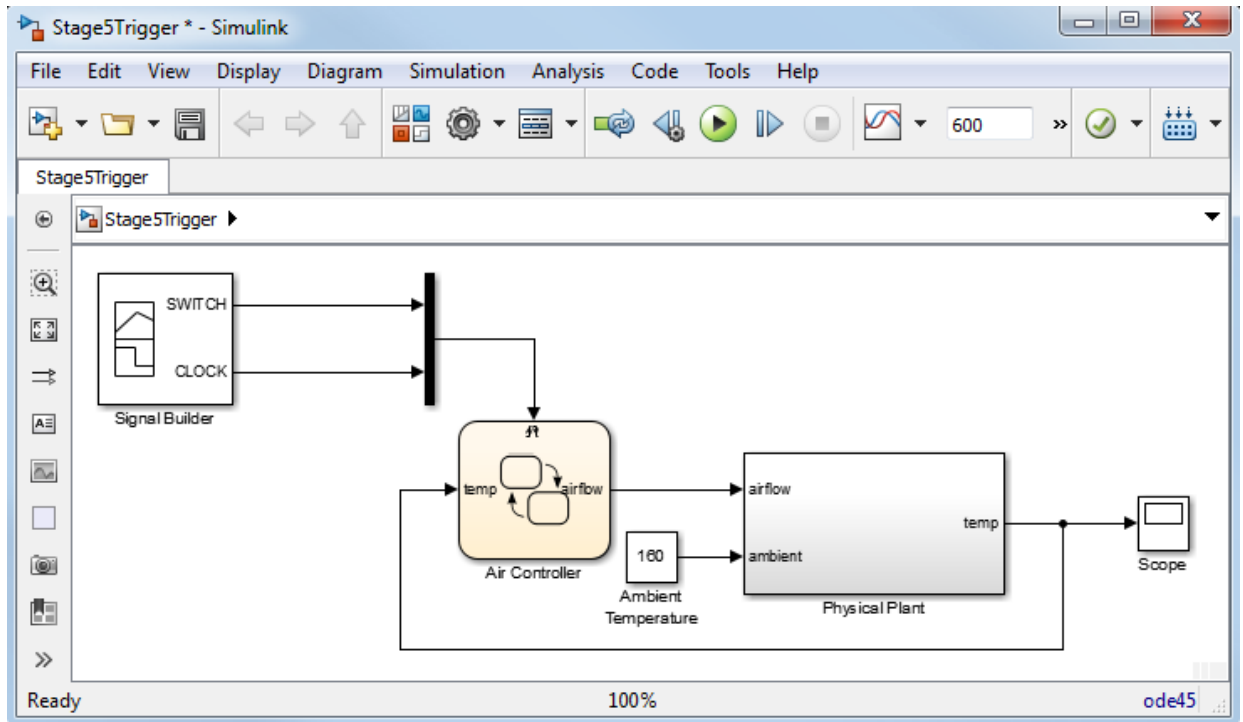 Stage5Trigger * - Simulink
File Edit View Display Diagram Simulation Analysis Code Tools Help
600 »
Stage5Trigger
Stage5Trigger
SWITCH
CLOCK
Signal Builder
temp airflow
Air Controller
160
Ambient
Temperature
airflow
ambient
temp
Physical Plant
Scope
Ready 100% ode45